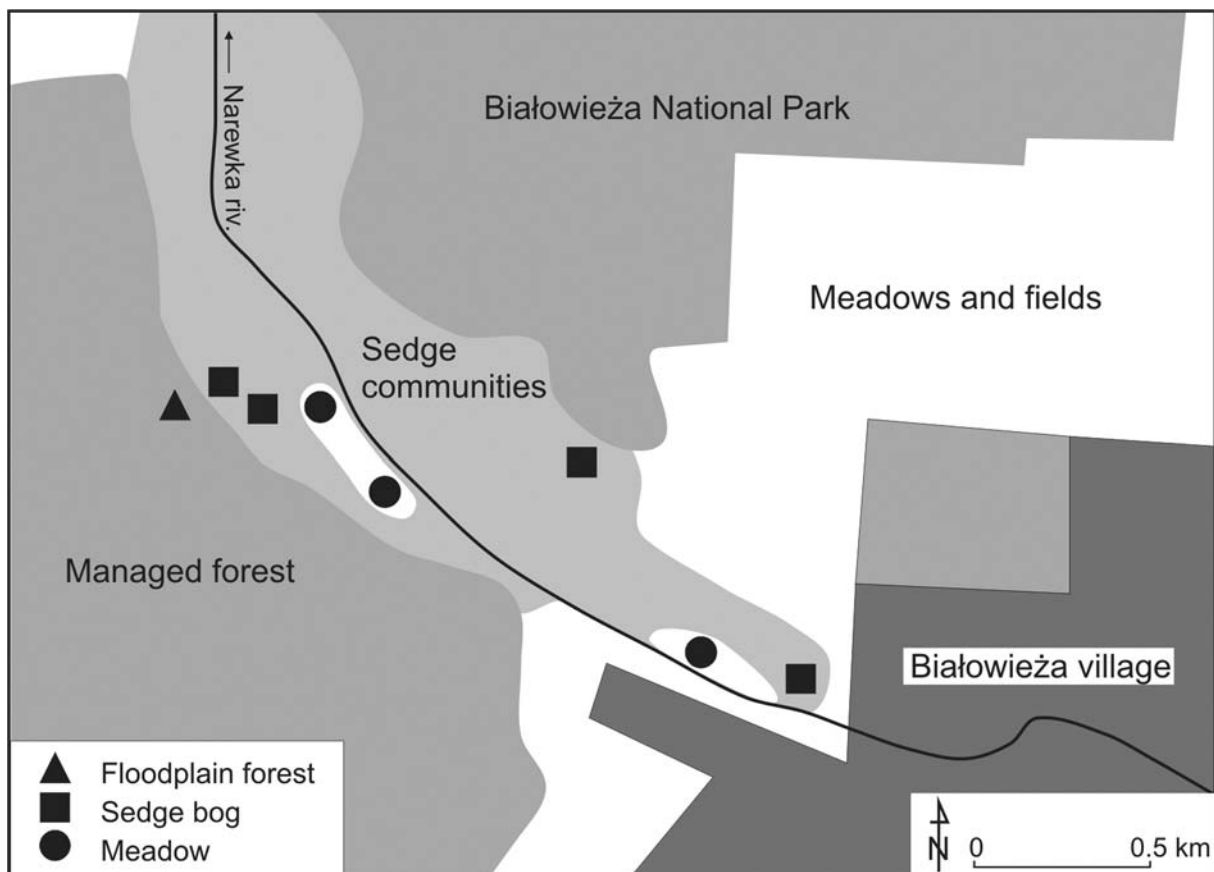 Narewka riv.
Białowieża National Park
Meadows and fields
Sedge
communities
Managed forest
Białowieża village
Floodplain forest
Sedge bog
Meadow
N
0 0.5 km